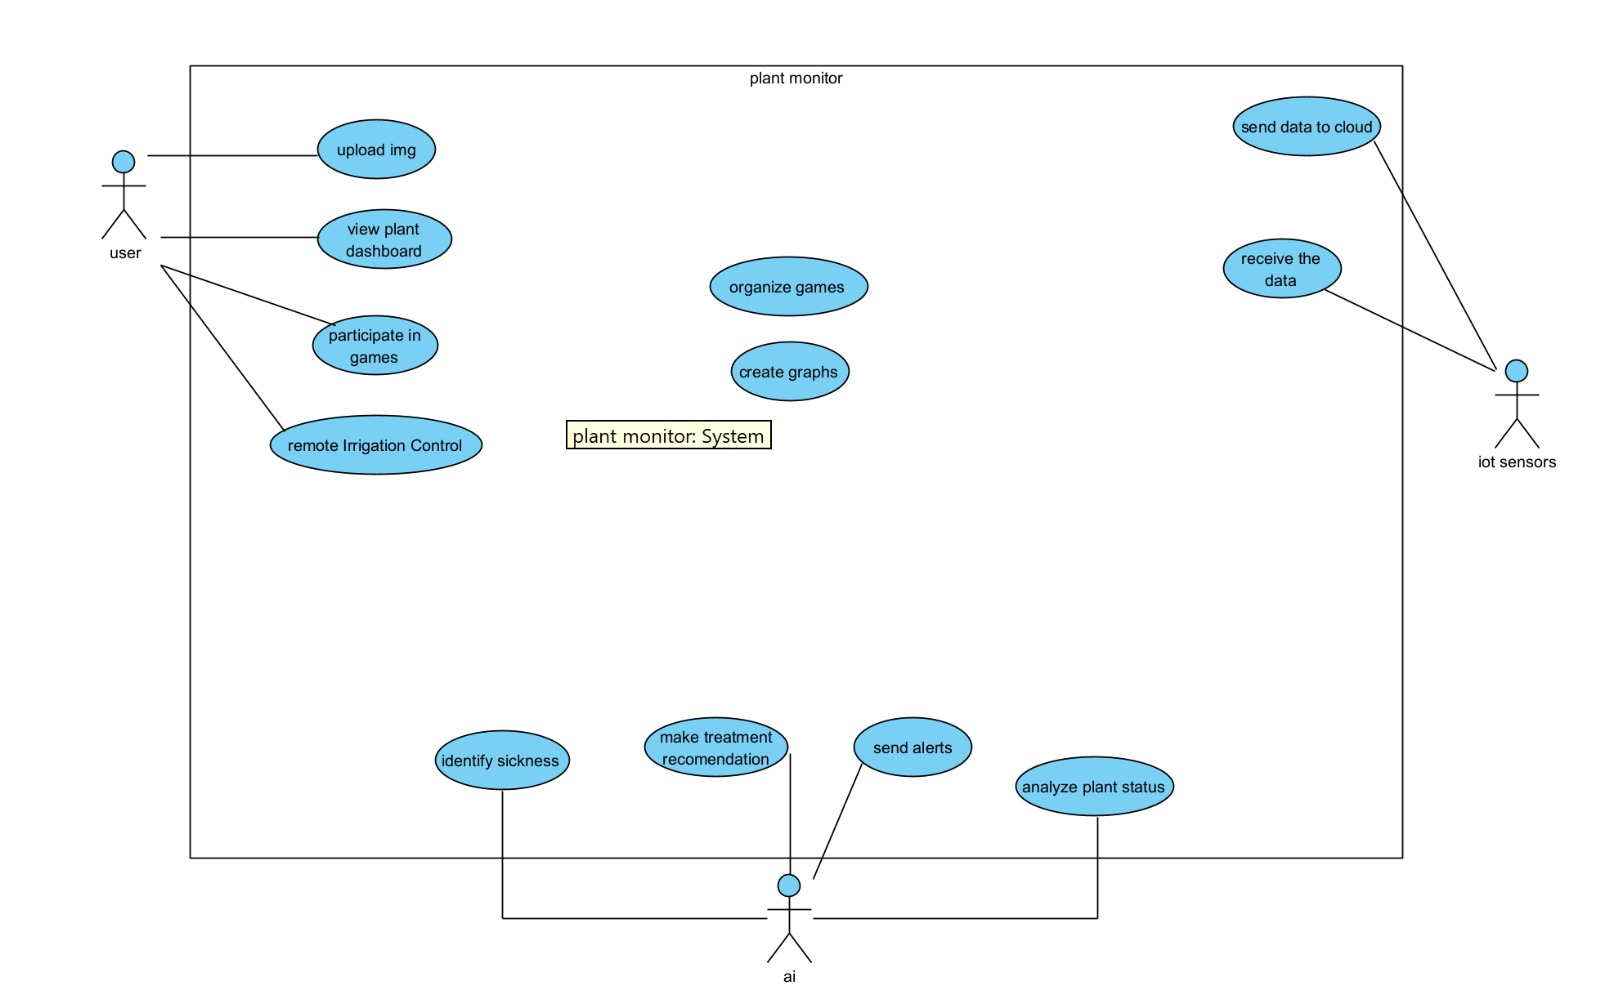 plant monitor
upload img
send data to cloud
view plant
dashboard
user
organize games
receive the
data
participate in
games
create graphs
remote Irrigation Control
plant monitor: System
iot sensors
identify sickness
make treatment
recomendation
send alerts
analyze plant status
ai